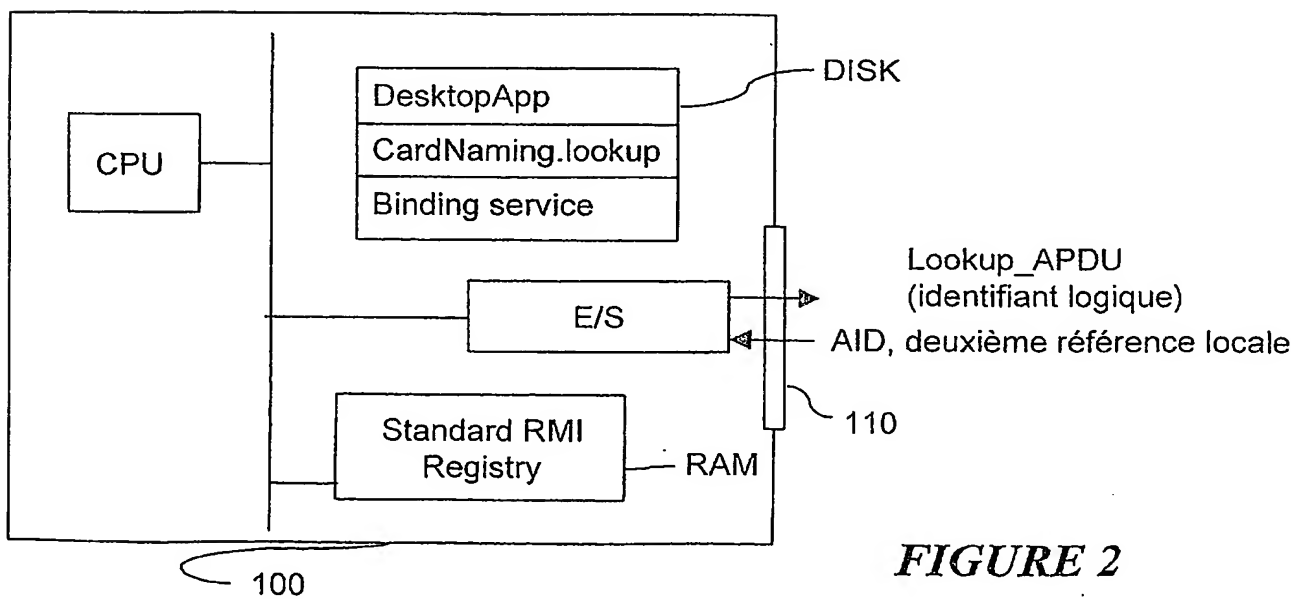 DISK
DesktopApp
CPU
CardNaming.lookup
Binding service
Lookup_APDU
(identifiant logique)
E/S
AID, deuxième référence locale
110
Standard RMI
Registry
RAM
FIGURE 2
100